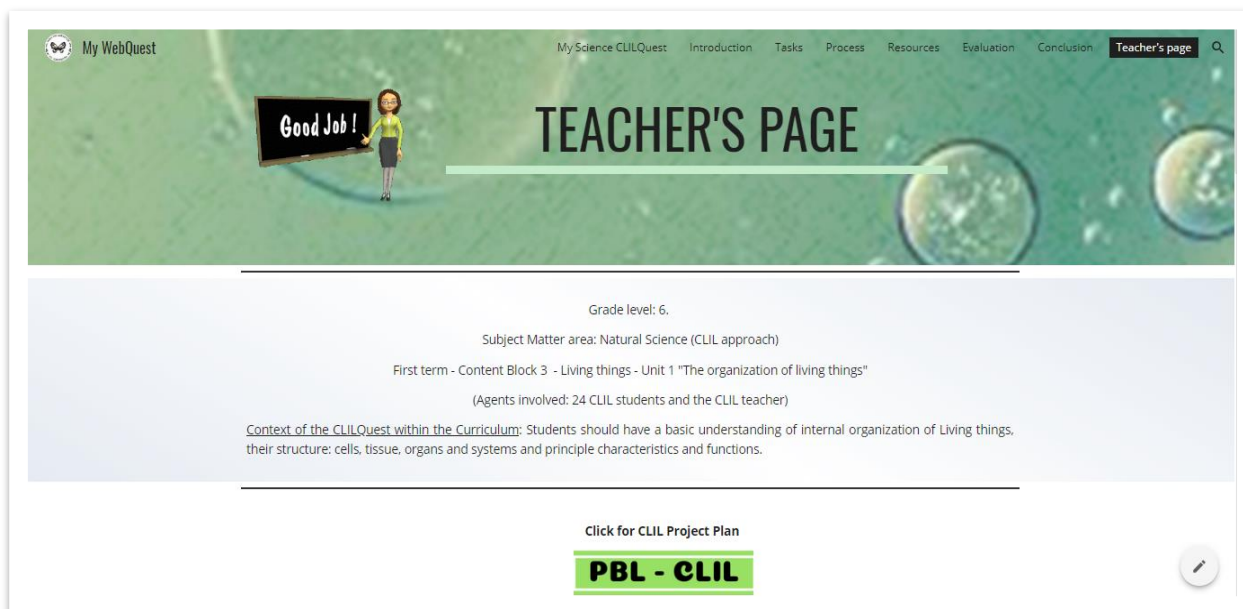 My WebQuest
My Science CLILQuest Introduction Tasks Process Resources Evaluation Conclusion Teacher's page
Good Job !
TEACHER'S PAGE
Grade level: 6.
Subject Matter area: Natural Science (CLIL approach)
First term - Content Block 3 - Living things - Unit 1 "The organization of living things"
(Agents involved: 24 CLIL students and the CLIL teacher)
Context of the CLILQuest within the Curriculum: Students should have a basic understanding of internal organization of Living things,
their structure: cells, tissue, organs and systems and principle characteristics and functions.
Click for CLIL Project Plan
PBL - CLIL